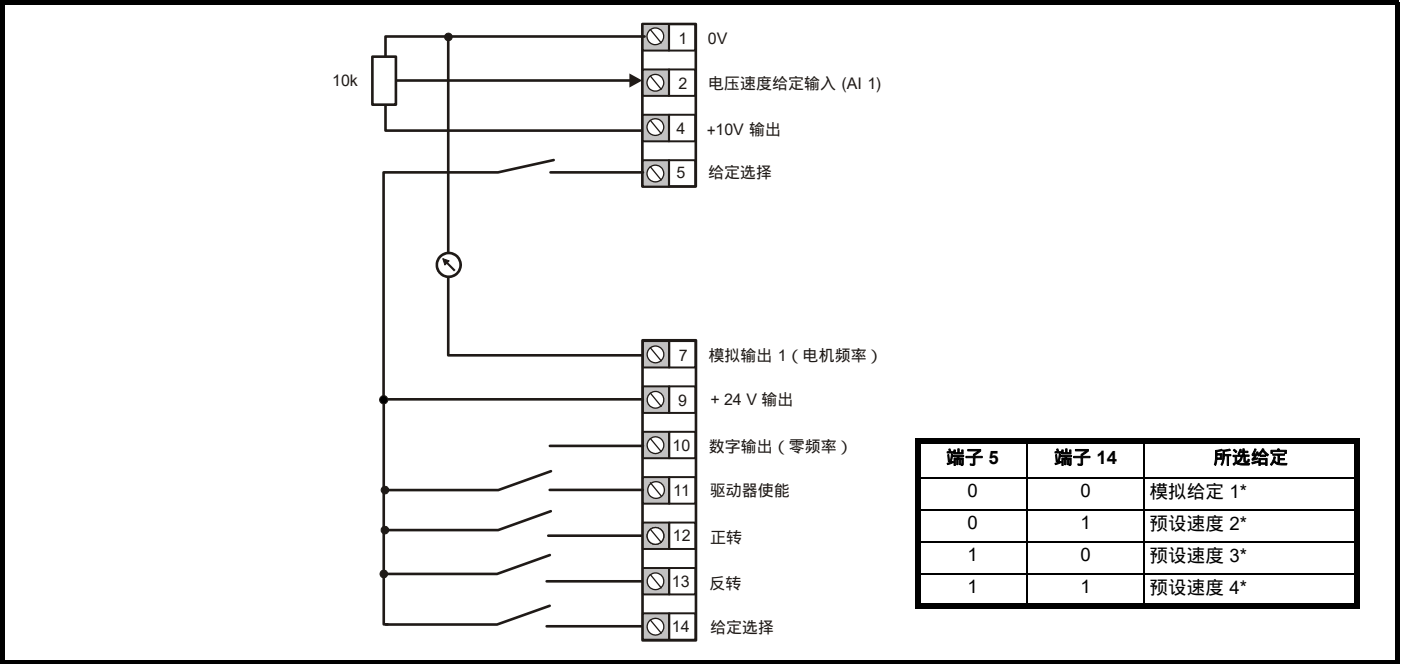 1 0V
10k
2 电压速度给定输入 (AI 1)
4 +10V 输出
5 给定选择
7 模拟输出 1（电机频率）
9 + 24 V 输出
10 数字输出（零频率）
11 驱动器使能
12 正转
13 反转
14 给定选择
端子 5 端子 14 所选给定
0 0 模拟给定 1*
0 1 预设速度 2*
1 0 预设速度 3*
1 1 预设速度 4*